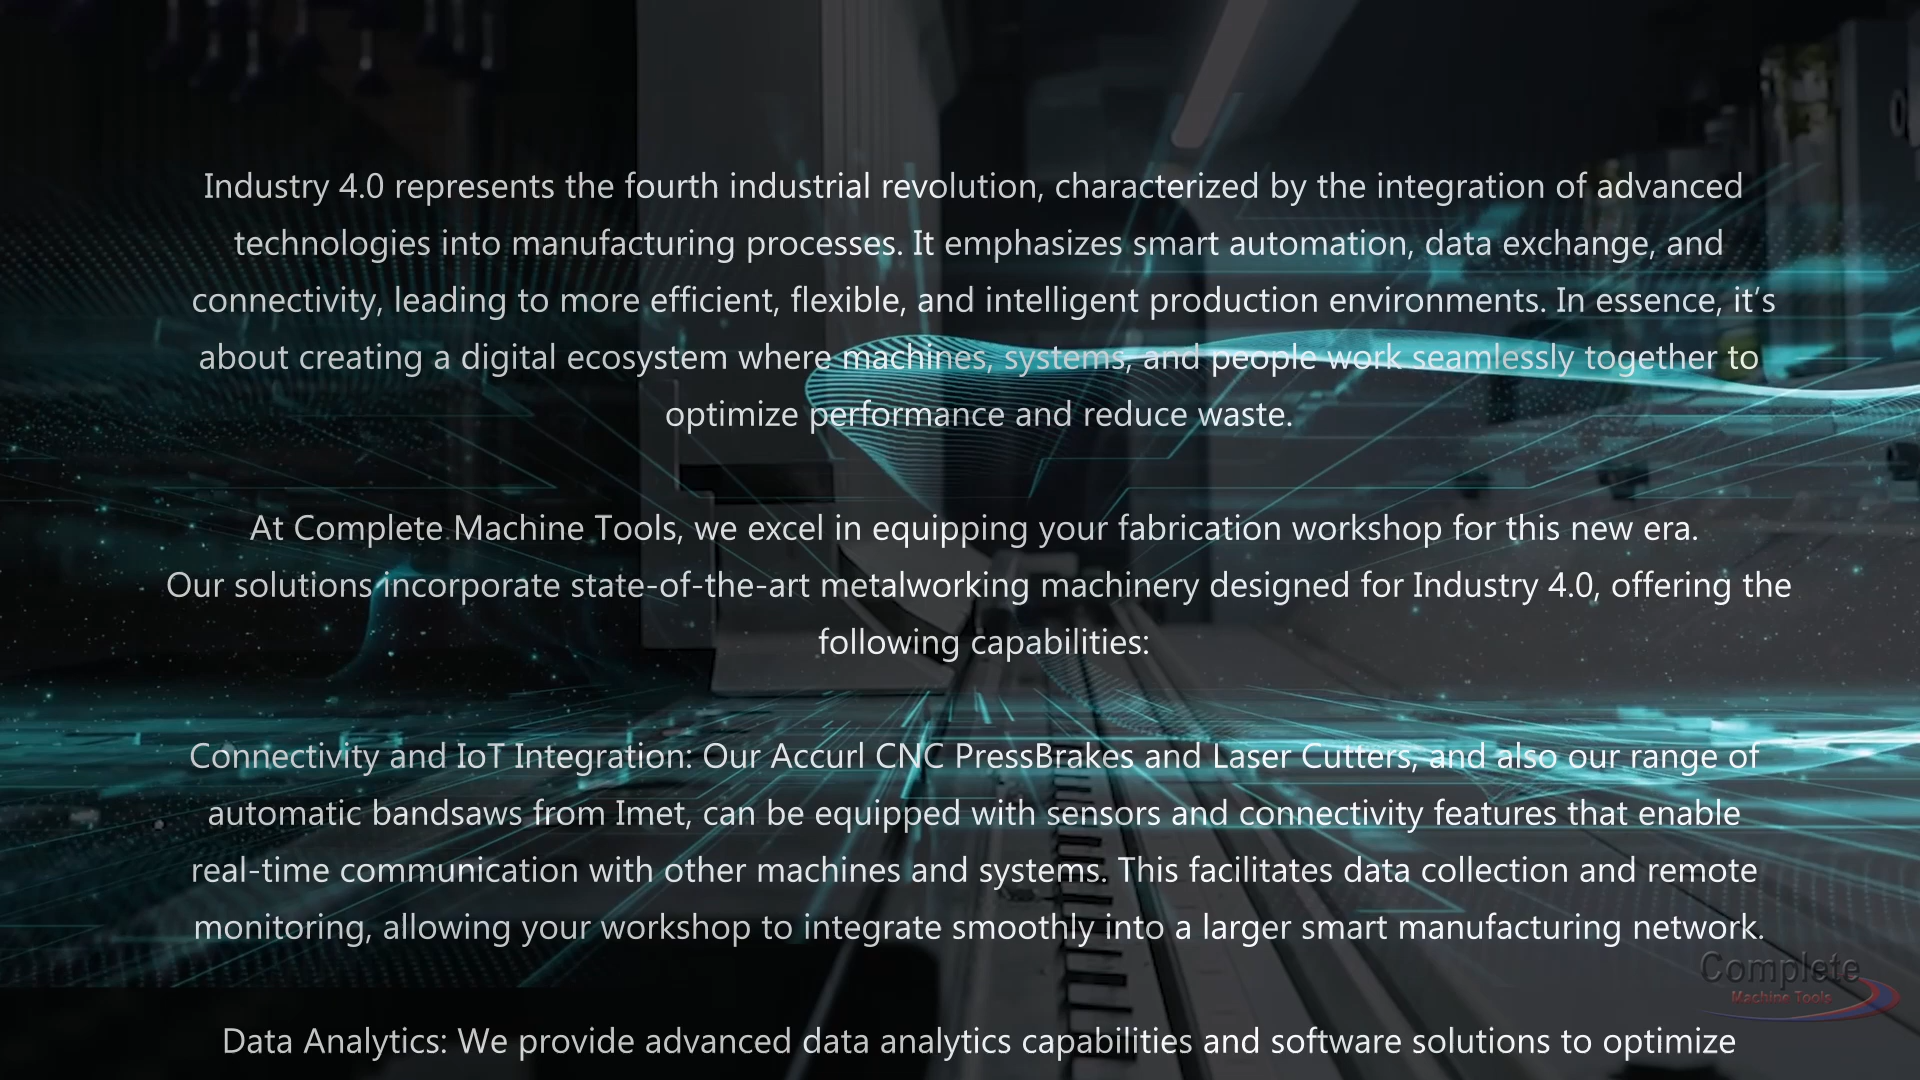 Industry 4.0 represents the fourth industrial revolution, characterized by the integration of advanced
technologies into manufacturing processes. It emphasizes smart automation, data exchange, and
connectivity, leading to more efficient, flexible, and intelligent production environments. In essence, it’s
about creating a digital ecosystem where machines, systems, and people work seamlessly together to
optimize performance and reduce waste.
At Complete Machine Tools, we excel in equipping your fabrication workshop for this new era.
Our solutions incorporate state-of-the-art metalworking machinery designed for Industry 4.0, offering the
following capabilities:
Connectivity and IoT Integration: Our Accurl CNC PressBrakes and Laser Cutters, and also our range of
automatic bandsaws from Imet, can be equipped with sensors and connectivity features that enable
real-time communication with other machines and systems. This facilitates data collection and remote
monitoring, allowing your workshop to integrate smoothly into a larger smart manufacturing network.
Complete
Machine Tools
Data Analytics: We provide advanced data analytics capabilities and software solutions to optimize